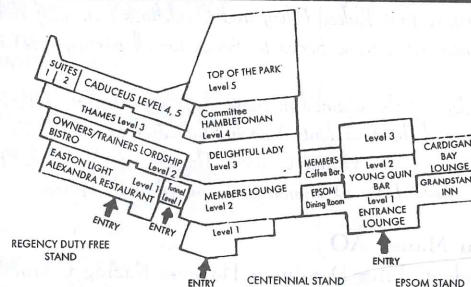 SUITES
1 2
CADUCEUS LEVEL 4, 5
THAMES Level 3
OWNERS/TRAINERS LORDSHIP
BISTRO
Level 2
EASTON LIGHT
ALEXANDRA RESTAURANT
Level 1
Tunnel
Level 1
ENTRY
ENTRY
REGENCY DUTY FREE
STAND
TOP OF THE PARK
Level 5
Committee
HAMBLETONIAN
Level 4
DELIGHTFUL LADY
Level 3
MEMBERS LOUNGE
Level 2
Level 1
ENTRY
CENTENNIAL STAND
MEMBERS
Coffee Bar
EPSOM
Dining Room
Level 3
Level 2
YOUNG QUIN
BAR
Level 1
ENTRANCE
LOUNGE
ENTRY
EPSOM STAND
CARDIGAN
BAY
LOUNGE
GRANDSTAN
INN